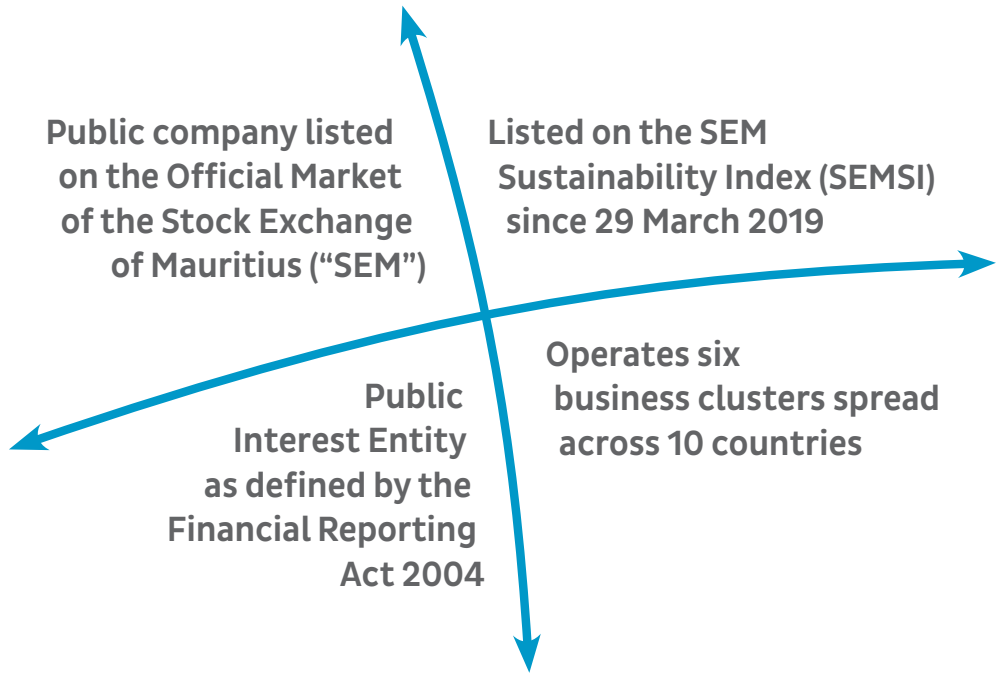 Public company listed
on the Official Market
of the Stock Exchange
of Mauritius (“SEM”)
Listed on the SEM
Sustainability Index (SEMSI)
since 29 March 2019
Public
Interest Entity
as defined by the
Financial Reporting
Act 2004
Operates six
business clusters spread
across 10 countries